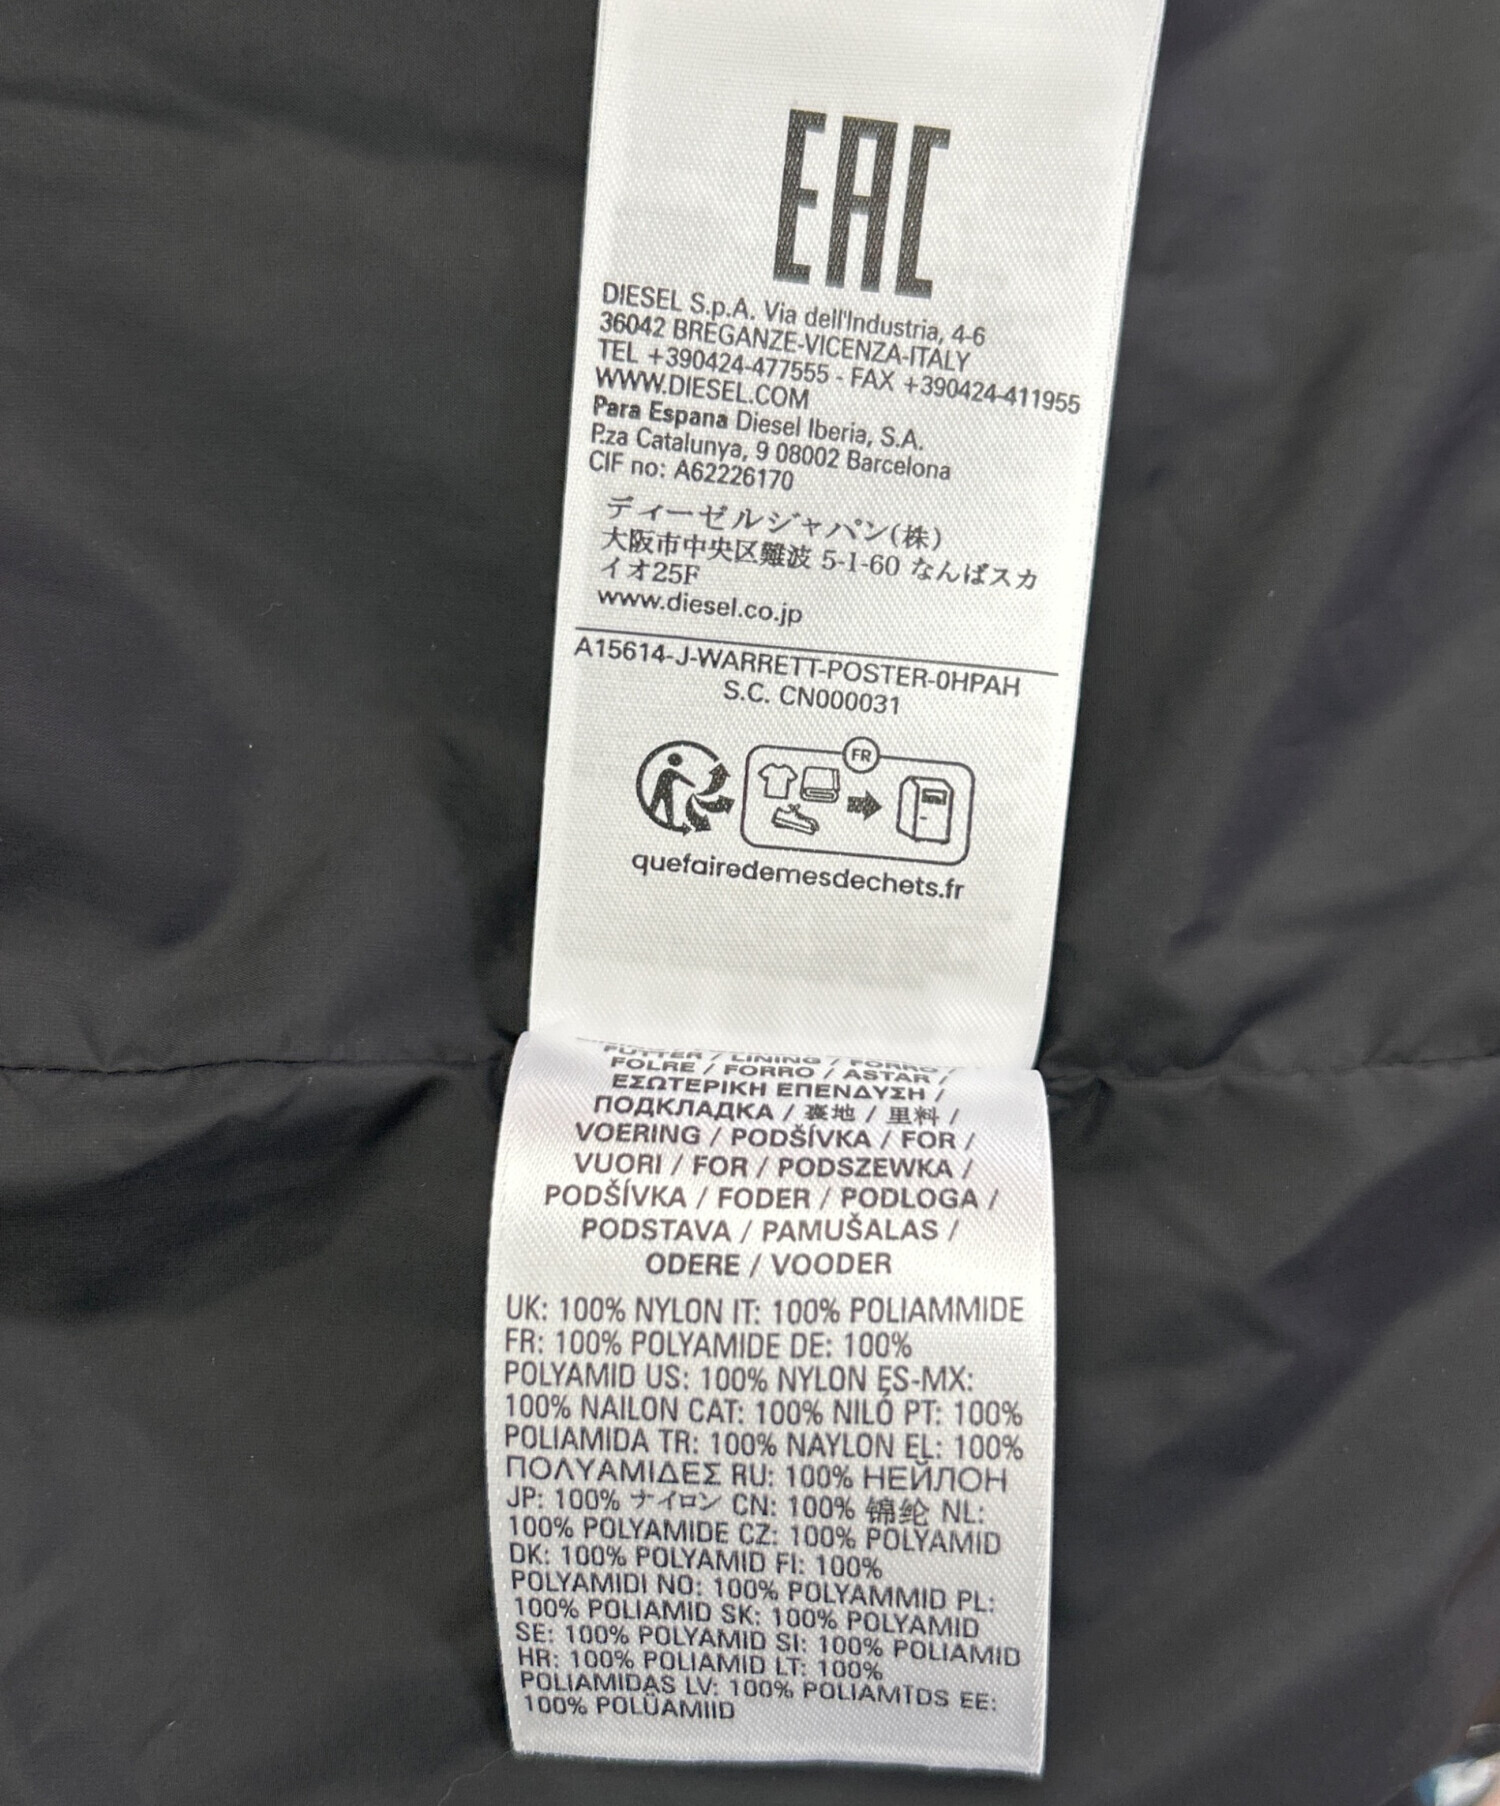 EAC
DIESEL S.p.A. Via dell'Industria, 4-6
36042 BREGANZE-VICENZA-ITALY
TEL +390424-477555 - FAX +390424-411955
WWW.DIESEL.COM
Para Espana Diesel Iberia, S.A.
P.za Catalunya, 9 08002 Barcelona
CIF no: A62226170
ディーゼルジャパン(株)
大阪市中央区難波 5-1-60 なんばスカ
イオ25F
www.diesel.co.jp
A15614-J-WARRETT-POSTER-0HPAH
S.C. CN000031
FR
quefairedemesdechets.fr
FUTTER / LINING / FORRO /
FOLRE / FORRO / ASTAR /
ΕΣΩΤΕΡΙΚΗ ΕΠΕΝΔΥΣΗ /
ПОДКЛАДКА / 裏地 / 里料 /
VOERING / PODŠÍVKA / FOR /
VUORI / FOR / PODSZEWKA /
PODŠÍVKA / FODER / PODLOGA /
PODSTAVA / PAMUŠALAS /
ODERE / VOODER
UK: 100% NYLON IT: 100% POLIAMMIDE
FR: 100% POLYAMIDE DE: 100%
POLYAMID US: 100% NYLON ES-MX:
100% NAILON CAT: 100% NILÓ PT: 100%
POLIAMIDA TR: 100% NAYLON EL: 100%
ΠΟΛΥΑΜΙΔΕΣ RU: 100% НЕЙЛОН
JP: 100% ナイロン CN: 100% 锦纶 NL:
100% POLYAMIDE CZ: 100% POLYAMID
DK: 100% POLYAMID FI: 100%
POLYAMIDI NO: 100% POLYAMMID PL:
100% POLIAMID SK: 100% POLYAMID
SE: 100% POLYAMID SI: 100% POLIAMID
HR: 100% POLIAMID LT: 100%
POLIAMIDAS LV: 100% POLIAMĪDS EE:
100% POLÜAMIID